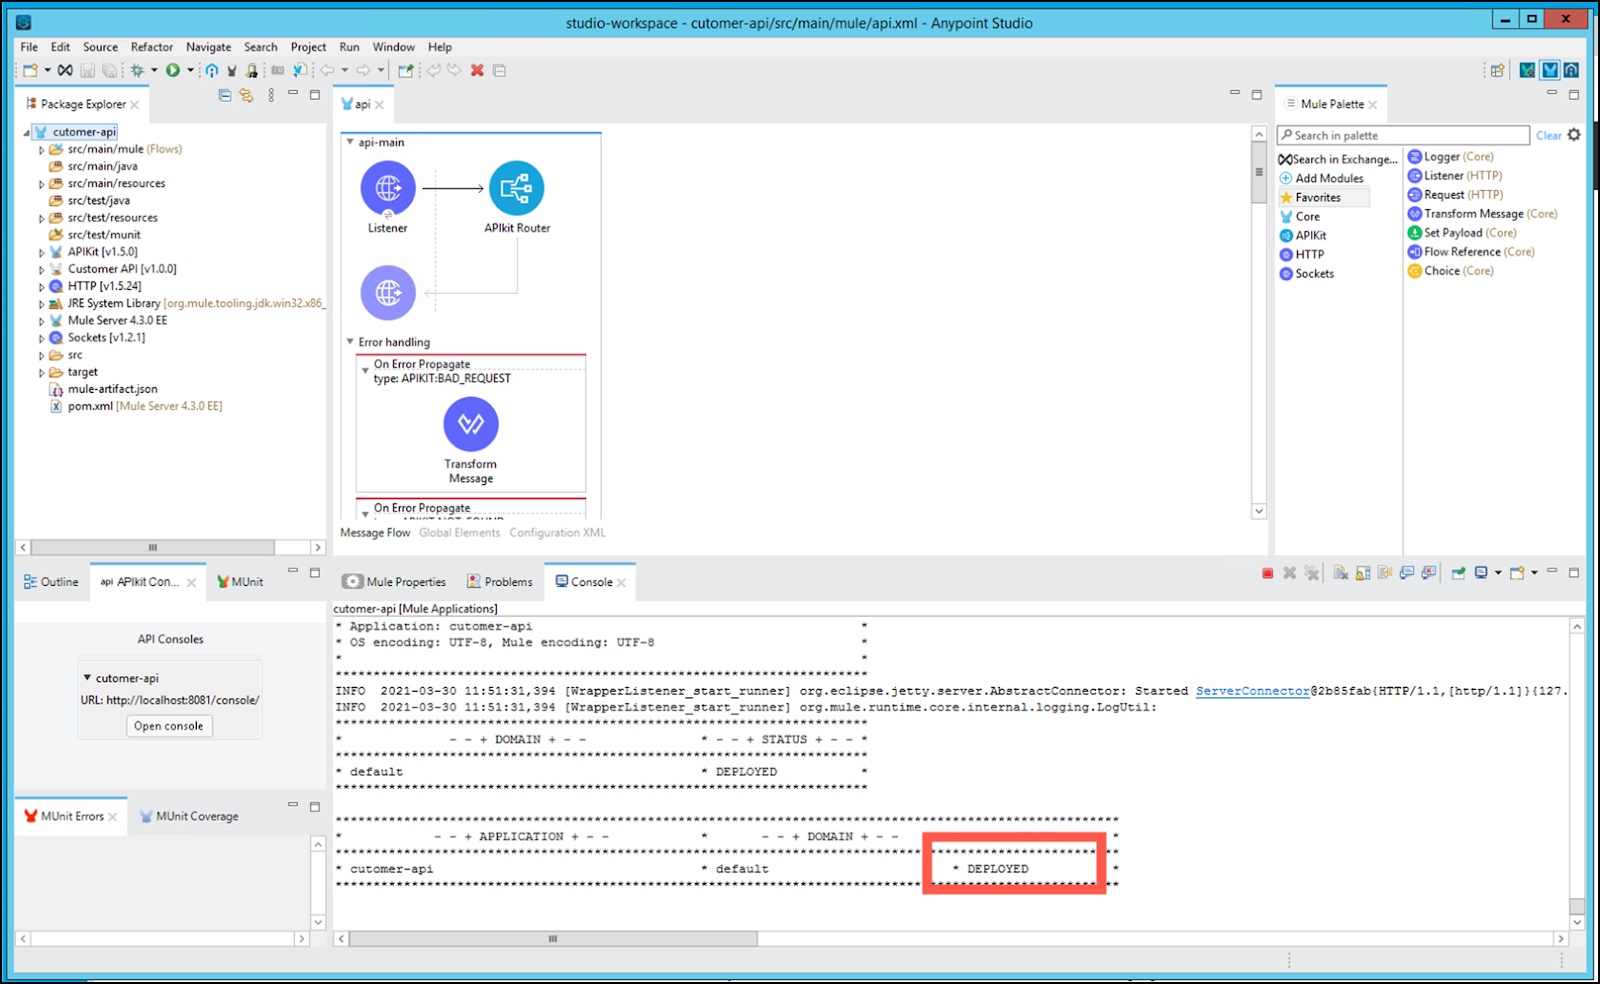 studio-workspace - cutomer-api/src/main/mule/api.xml - Anypoint Studio
File Edit Source Refactor Navigate Search Project Run Window Help
Package Explorer
cutomer-api
src/main/mule (Flows)
src/main/java
src/main/resources
src/test/java
src/test/resources
src/test/munit
APIKit [v1.5.0]
Customer API [v1.0.0]
HTTP [v1.5.24]
JRE System Library [org.mule.tooling.jdk.win32.x86_
Mule Server 4.3.0 EE
Sockets [v1.2.1]
src
target
mule-artifact.json
pom.xml [Mule Server 4.3.0 EE]
api
api-main
Listener
APIkit Router
Error handling
On Error Propagate
type: APIKIT:BAD_REQUEST
Transform
Message
On Error Propagate
Message Flow Global Elements Configuration XML
Mule Palette
Search in palette Clear
Search in Exchange...
Add Modules
Favorites
Core
APIKit
HTTP
Sockets
Logger (Core)
Listener (HTTP)
Request (HTTP)
Transform Message (Core)
Set Payload (Core)
Flow Reference (Core)
Choice (Core)
Outline api APIkit Con... MUnit
API Consoles
cutomer-api
URL: http://localhost:8081/console/
Open console
MUnit Errors MUnit Coverage
Mule Properties Problems Console
cutomer-api [Mule Applications]
* Application: cutomer-api *
* OS encoding: UTF-8, Mule encoding: UTF-8 *
* *
***********************************************************************
INFO 2021-03-30 11:51:31,394 [WrapperListener_start_runner] org.eclipse.jetty.server.AbstractConnector: Started ServerConnector@2b85fab{HTTP/1.1,[http/1.1]}{127.
INFO 2021-03-30 11:51:31,394 [WrapperListener_start_runner] org.mule.runtime.core.internal.logging.LogUtil:
***********************************************************************
* - - + DOMAIN + - - * - - + STATUS + - - *
***********************************************************************
* default * DEPLOYED *
***********************************************************************
*********************************************************************************************************
* - - + APPLICATION + - - * - - + DOMAIN + - - *
*********************************************************************************************************
* cutomer-api * default * DEPLOYED *
*********************************************************************************************************